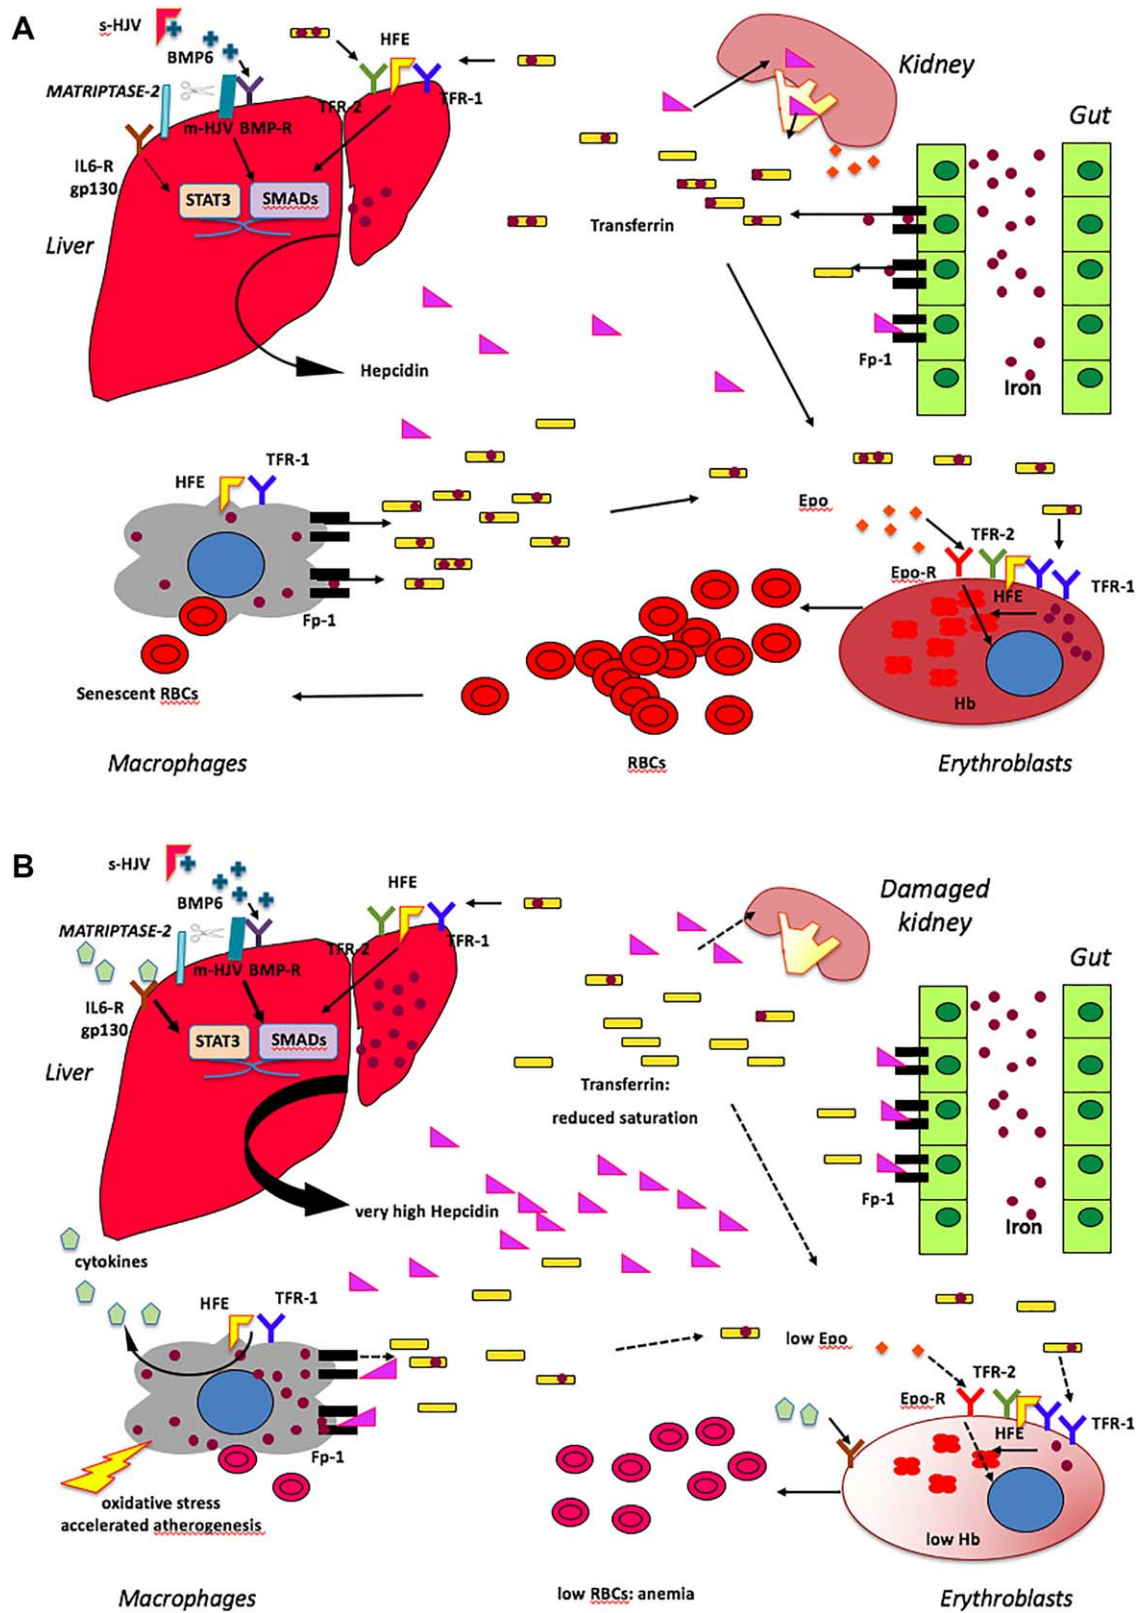 A
s-HJV
BMP6
HFE
MATRIPTASE-2
TFR-2
TFR-1
m-HJV BMP-R
IL6-R
gp130
STAT3
SMADs
Liver
Hepcidin
Kidney
Gut
Transferrin
Fp-1
Iron
HFE
TFR-1
Fp-1
Senescent RBCs
Macrophages
RBCs
Epo
TFR-2
Epo-R
HFE
TFR-1
Hb
Erythroblasts
B
s-HJV
BMP6
HFE
MATRIPTASE-2
TFR-2
TFR-1
m-HJV BMP-R
IL6-R
gp130
STAT3
SMADs
Liver
very high Hepcidin
Damaged
kidney
Gut
Transferrin:
reduced saturation
Fp-1
Iron
cytokines
HFE
TFR-1
Fp-1
oxidative stress
accelerated atherogenesis
Macrophages
low RBCs: anemia
low Epo
TFR-2
Epo-R
HFE
TFR-1
low Hb
Erythroblasts